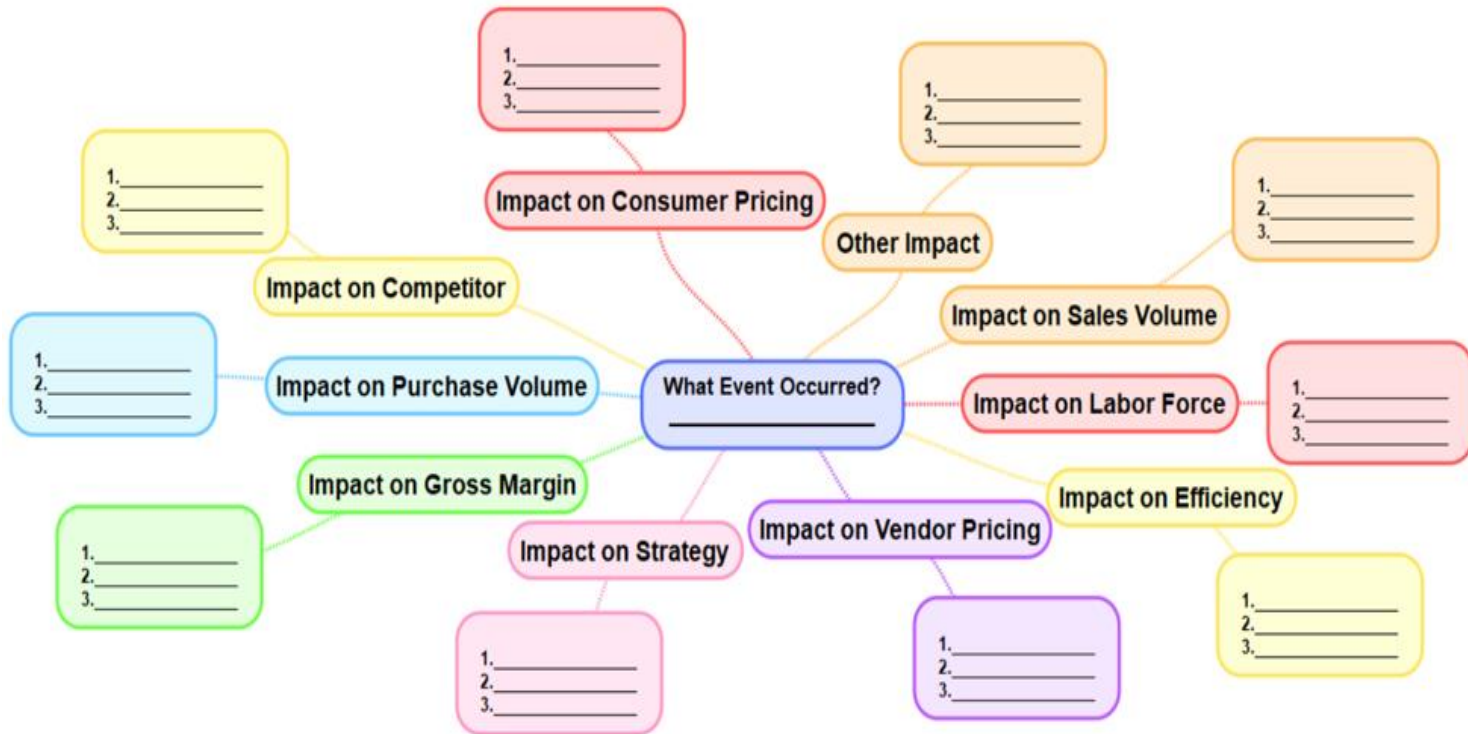 1.
2.
3.
Impact on Consumer Pricing
1.
2.
3.
Other Impact
1.
2.
3.
Impact on Sales Volume
1.
2.
3.
Impact on Labor Force
1.
2.
3.
Impact on Efficiency
1.
2.
3.
Impact on Vendor Pricing
1.
2.
3.
Impact on Strategy
1.
2.
3.
Impact on Gross Margin
1.
2.
3.
Impact on Purchase Volume
1.
2.
3.
Impact on Competitor
What Event Occurred?